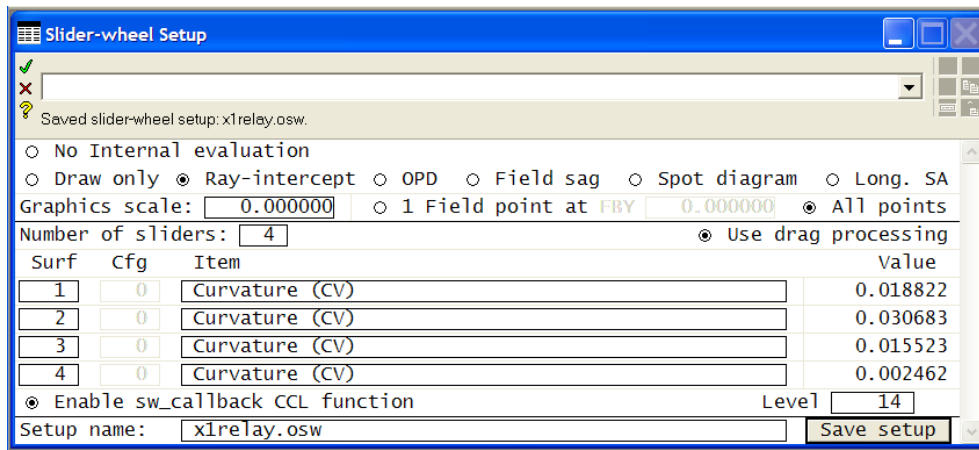 Slider-wheel Setup
Saved slider-wheel setup: x1relay.osw.
No Internal evaluation
Draw only Ray-intercept OPD Field sag Spot diagram Long. SA
Graphics scale: 0.000000 1 Field point at FBY 0.000000 All points
Number of sliders: 4 Use drag processing
Surf Cfg Item Value
1 0 Curvature (CV) 0.018822
2 0 Curvature (CV) 0.030683
3 0 Curvature (CV) 0.015523
4 0 Curvature (CV) 0.002462
Enable sw_callback CCL function Level 14
Setup name: x1relay.osw Save setup